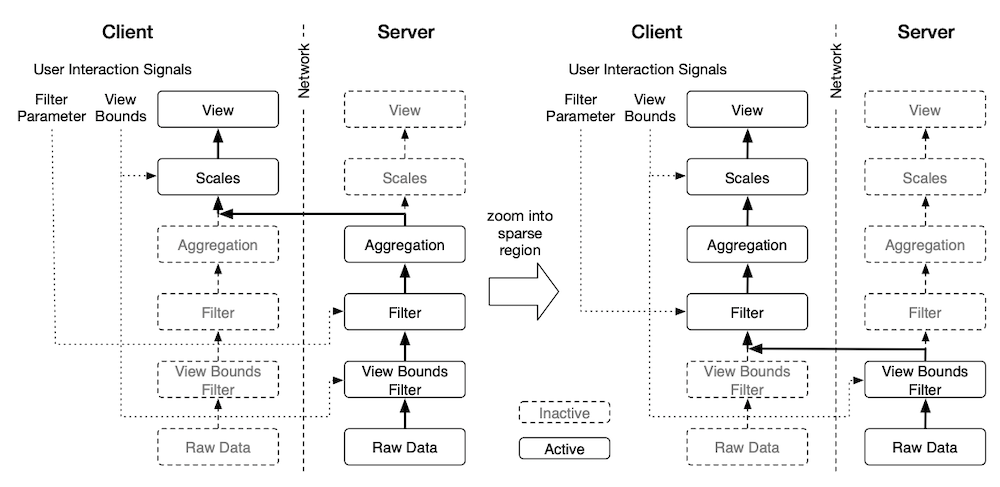 Client
Server
User Interaction Signals
Network
Filter
Parameter
View
Bounds
View
View
Scales
Scales
Aggregation
Aggregation
Filter
Filter
View Bounds
Filter
View Bounds
Filter
Raw Data
Raw Data
zoom into
sparse
region
Inactive
Active
Client
Server
User Interaction Signals
Network
Filter
Parameter
View
Bounds
View
View
Scales
Scales
Aggregation
Aggregation
Filter
Filter
View Bounds
Filter
View Bounds
Filter
Raw Data
Raw Data